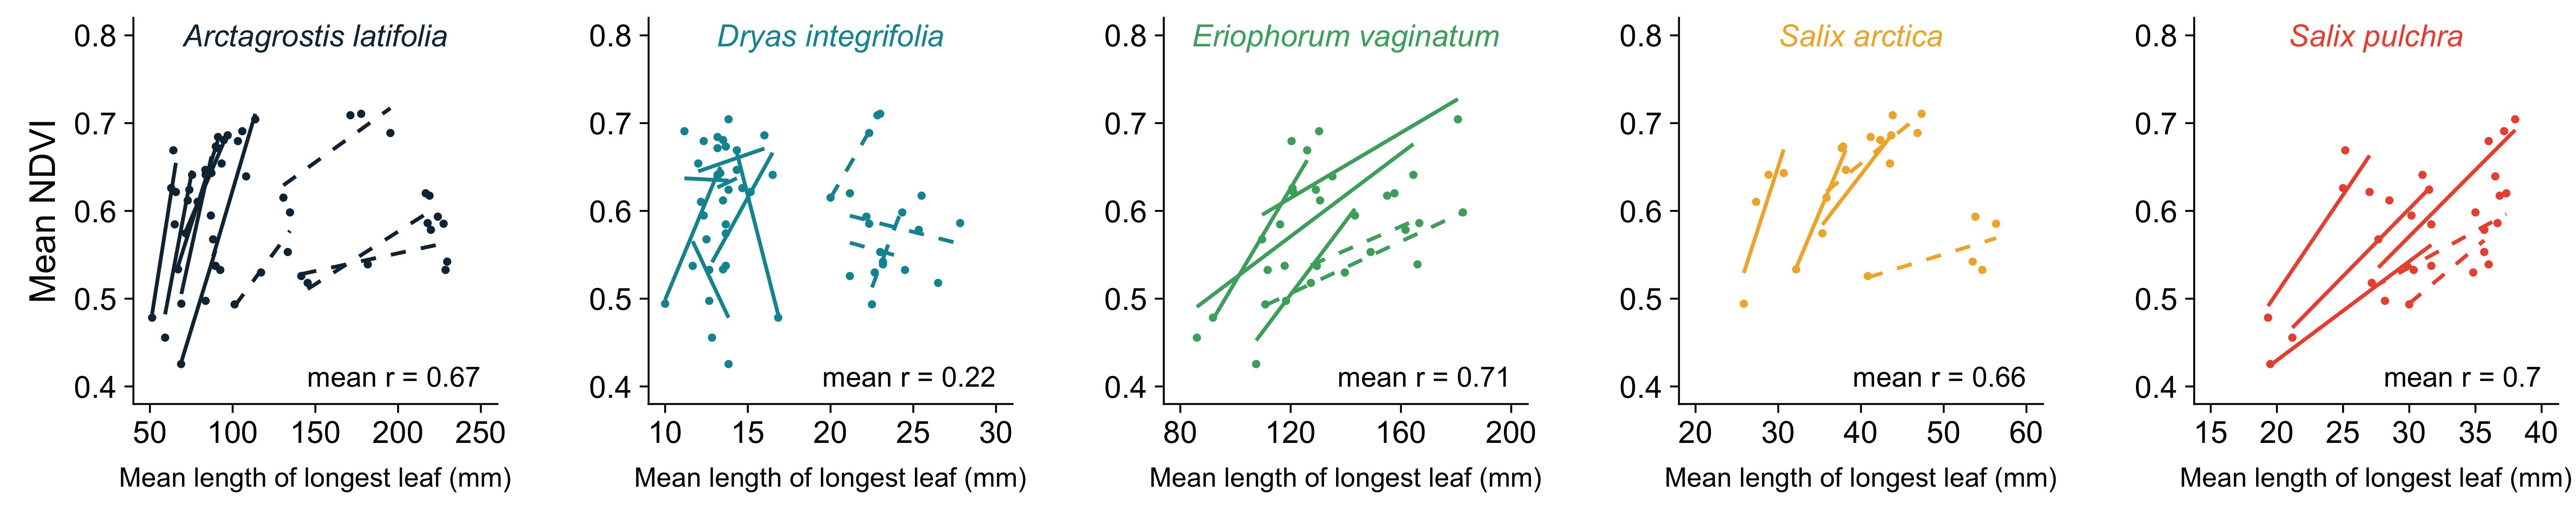 Mean NDVI
Arctagrostis latifolia
0.8
0.7
0.6
0.5
0.4
mean r = 0.67
50 100 150 200 250
Mean length of longest leaf (mm)
Dryas integrifolia
0.8
0.7
0.6
0.5
0.4
mean r = 0.22
10 15 20 25 30
Mean length of longest leaf (mm)
Eriophorum vaginatum
0.8
0.7
0.6
0.5
0.4
mean r = 0.71
80 120 160 200
Mean length of longest leaf (mm)
Salix arctica
0.8
0.7
0.6
0.5
0.4
mean r = 0.66
20 30 40 50 60
Mean length of longest leaf (mm)
Salix pulchra
0.8
0.7
0.6
0.5
0.4
mean r = 0.7
15 20 25 30 35 40
Mean length of longest leaf (mm)